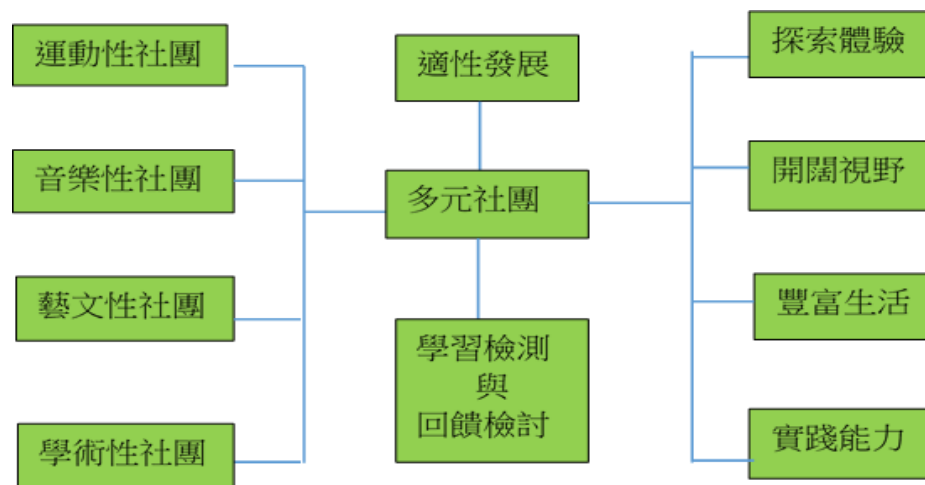 運動性社團
音樂性社團
藝文性社團
學術性社團
適性發展
多元社團
學習檢測
與
回饋檢討
探索體驗
開闊視野
豐富生活
實踐能力